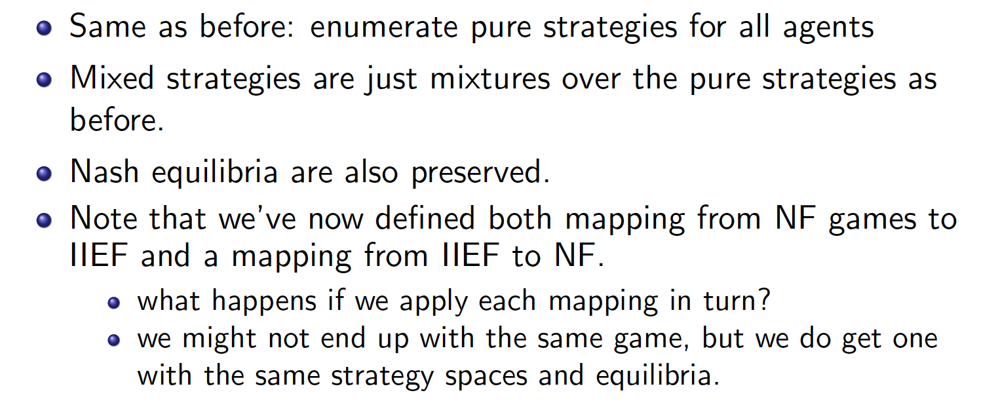 Same as before: enumerate pure strategies for all agents
Mixed strategies are just mixtures over the pure strategies as
before.
Nash equilibria are also preserved.
Note that we've now defined both mapping from NF games to
IIEF and a mapping from IIEF to NF.
what happens if we apply each mapping in turn?
we might not end up with the same game, but we do get one
with the same strategy spaces and equilibria.